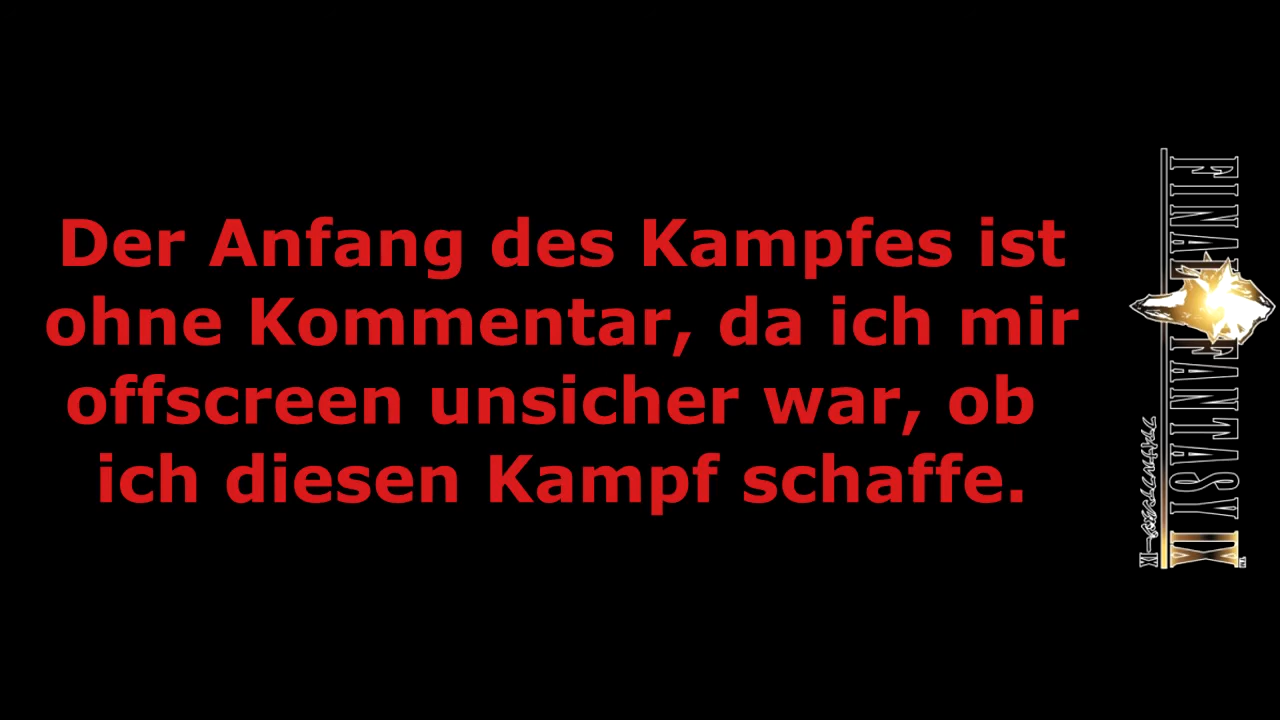 Der Anfang des Kampfes ist
ohne Kommentar, da ich mir
offscreen unsicher war, ob
ich diesen Kampf schaffe.
FINAL FANTASY IX
TM